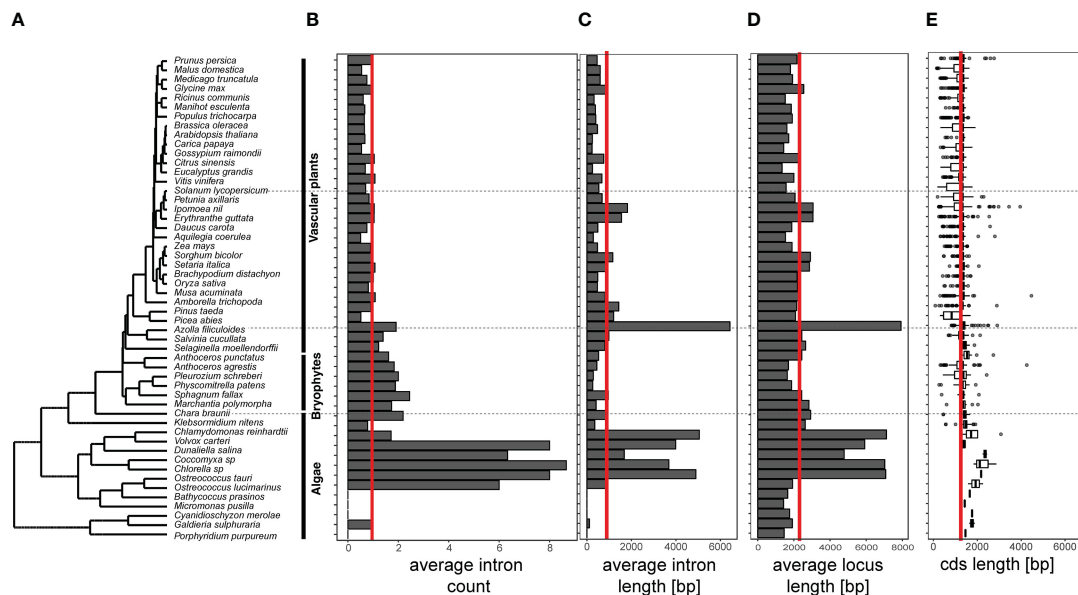 A
B
C
D
E
Prunus persica
Malus domestica
Medicago truncatula
Glycine max
Ricinus communis
Manihot esculenta
Populus trichocarpa
Brassica oleracea
Arabidopsis thaliana
Carica papaya
Gossypium raimondii
Citrus sinensis
Eucalyptus grandis
Vitis vinifera
Solanum lycopersicum
Petunia axillaris
Ipomoea nil
Erythranthe guttata
Daucus carota
Aquilegia coerulea
Zea mays
Sorghum bicolor
Setaria italica
Brachypodium distachyon
Oryza sativa
Musa acuminata
Amborella trichopoda
Pinus taeda
Picea abies
Azolla filiculoides
Salvinia cucullata
Selaginella moellendorffii
Anthoceros punctatus
Anthoceros agrestis
Pleurozium schreberi
Physcomitrella patens
Sphagnum fallax
Marchantia polymorpha
Chara braunii
Klebsormidium nitens
Chlamydomonas reinhardtii
Volvox carteri
Dunaliella salina
Coccomyxa sp
Chlorella sp
Ostreococcus tauri
Ostreococcus lucimarinus
Bathycoccus prasinos
Micromonas pusilla
Cyanidioschyzon merolae
Galdieria sulphuraria
Porphyridium purpureum
Vascular plants
Bryophytes
Algae
0 2 4 6 8
average intron
count
0 2000 4000 6000
average intron
length [bp]
0 2000 4000 6000 8000
average locus
length [bp]
0 2000 4000 6000
cds length [bp]